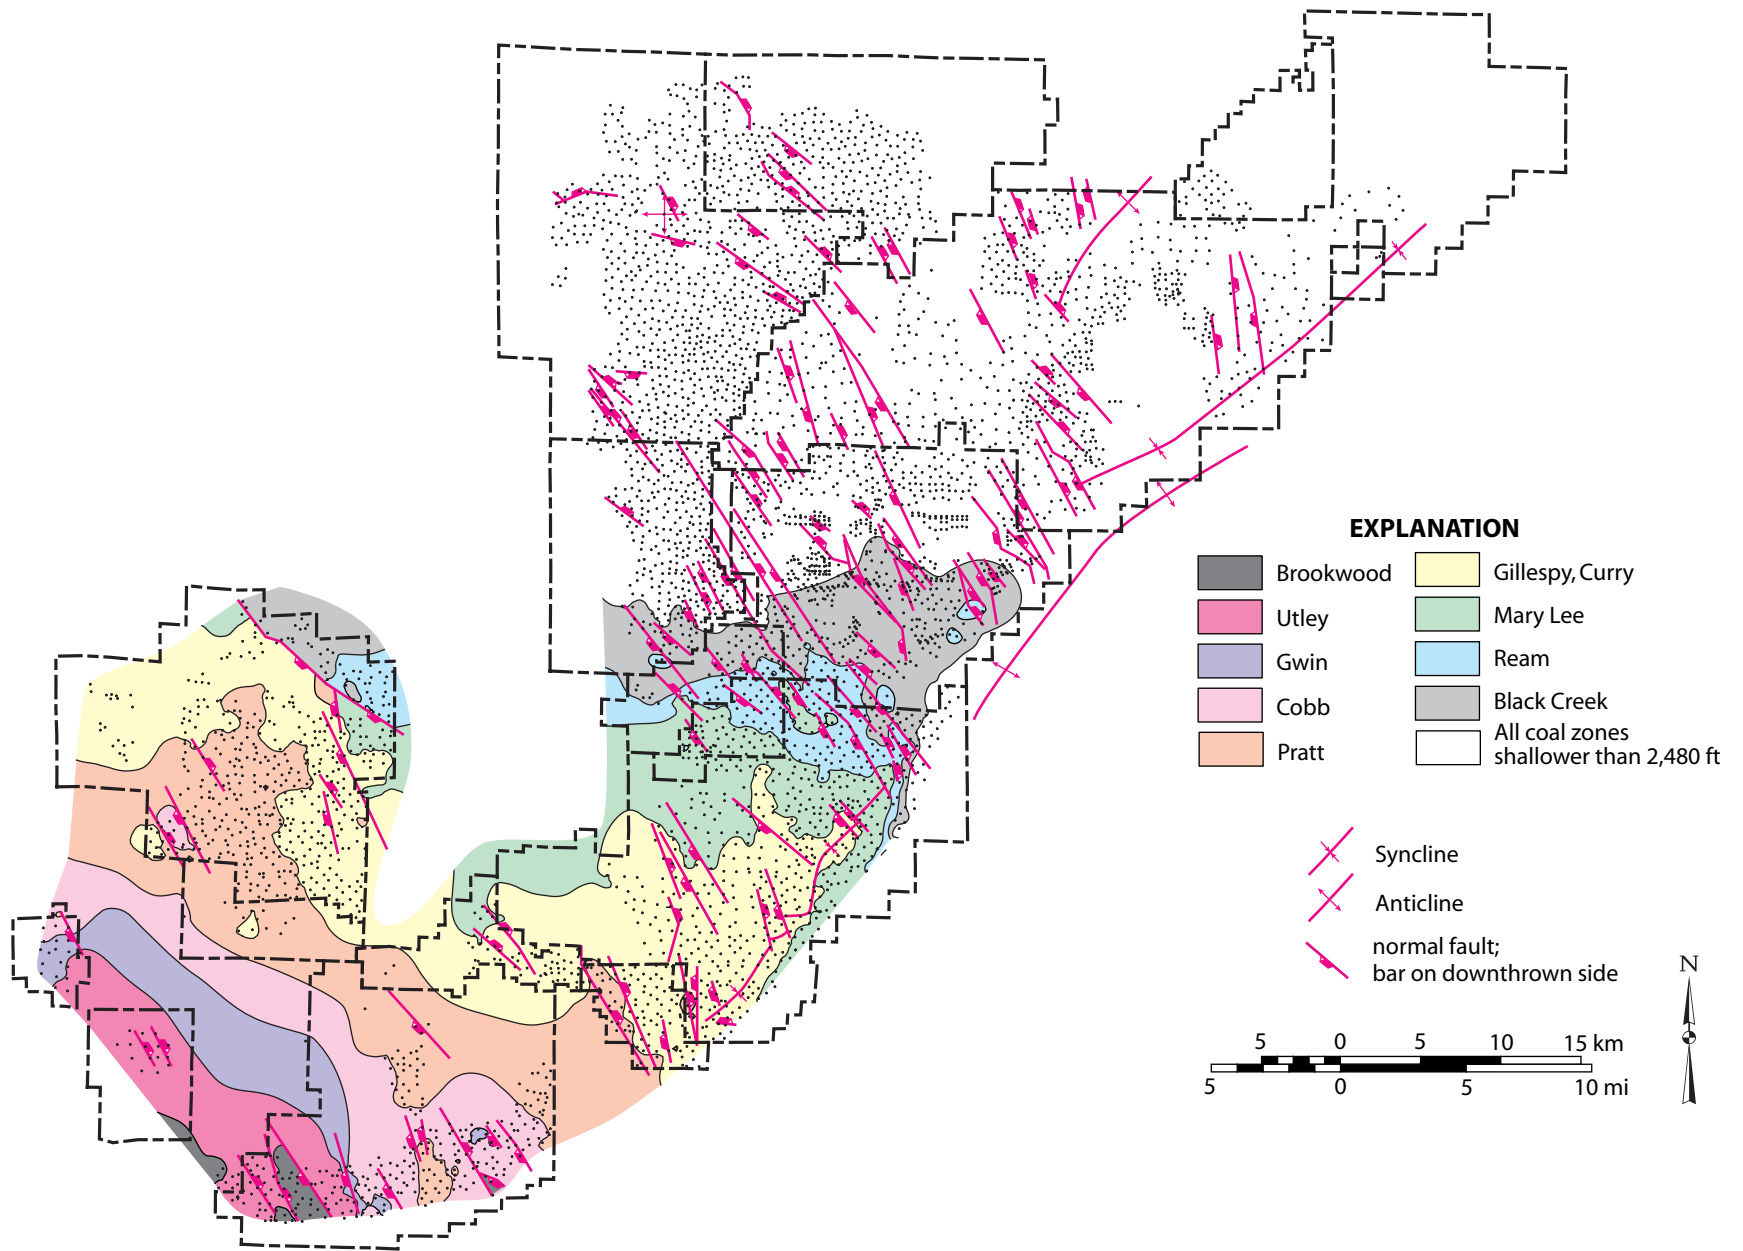 EXPLANATION
Brookwood
Utley
Gwin
Cobb
Pratt
Gillespy, Curry
Mary Lee
Ream
Black Creek
All coal zones
shallower than 2,480 ft
Syncline
Anticline
normal fault;
bar on downthrown side
N
5 0 5 10 15 km
5 0 5 10 mi